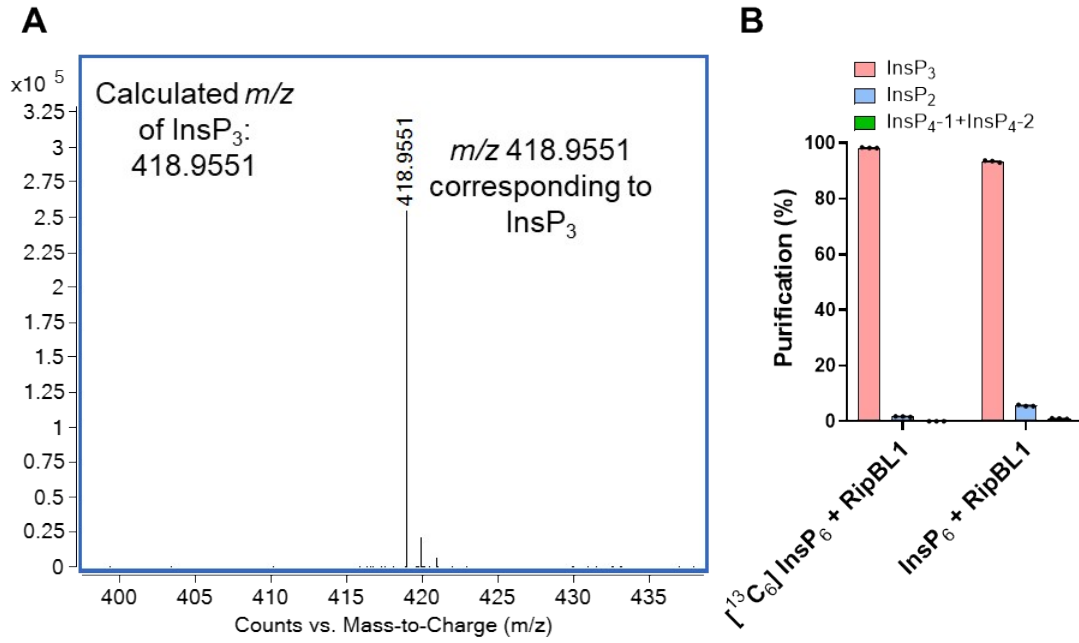 A
x10 5
Calculated m/z
of InsP3:
418.9551
418.9551
m/z 418.9551
corresponding to
InsP3
3.25
3
2.75
2.5
2.25
2
1.75
1.5
1.25
1
0.75
0.5
0.25
0
400 405 410 415 420 425 430 435
Counts vs. Mass-to-Charge (m/z)
B
InsP3
InsP2
InsP4-1+InsP4-2
Purification (%)
100
80
60
40
20
0
[13C6] InsP6 + RipBL1
InsP6 + RipBL1